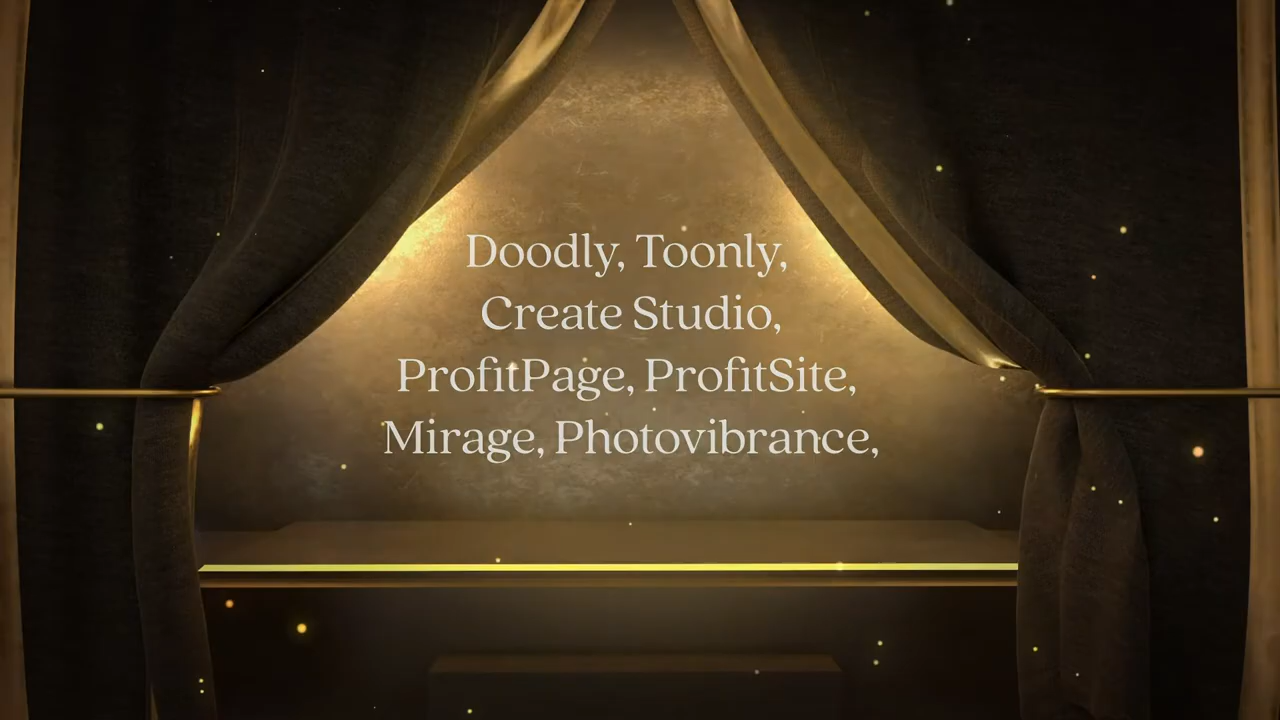 Doodly, Toonly,
Create Studio,
ProfitPage, ProfitSite,
Mirage, Photovibrance,